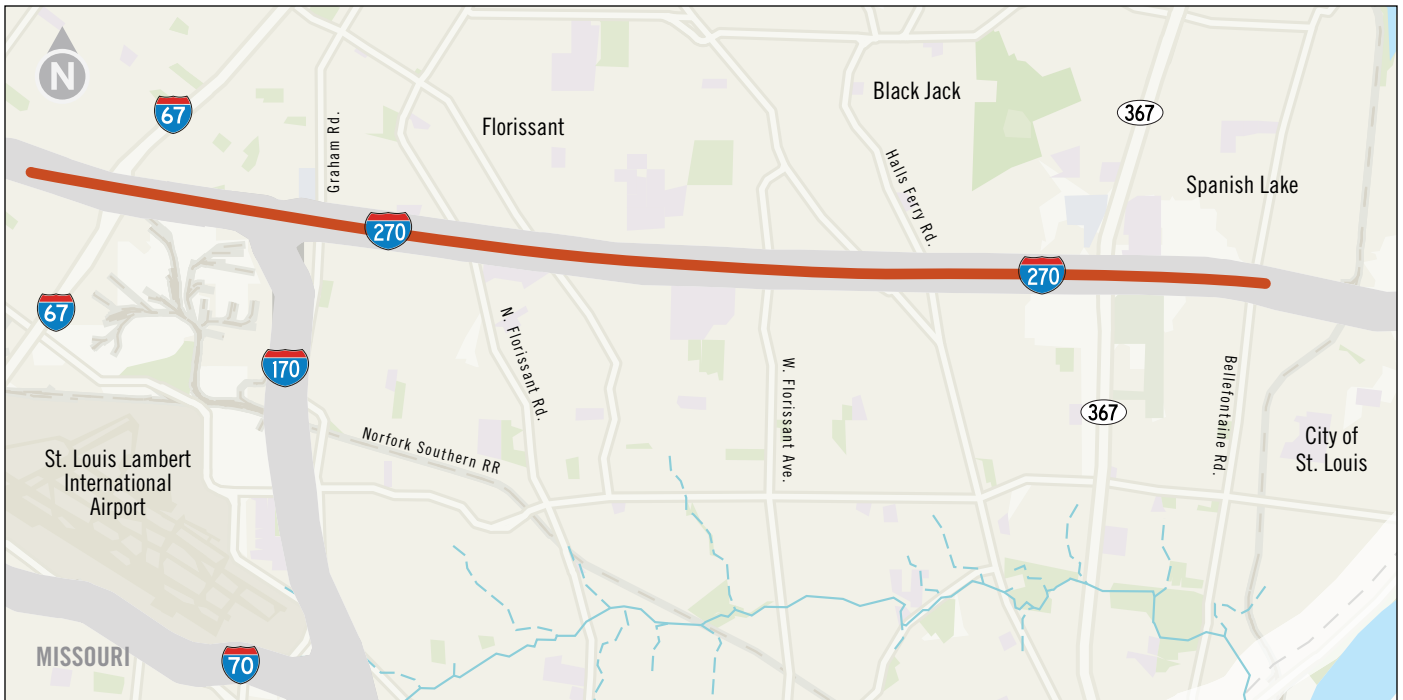 N
67
Graham Rd.
Florissant
Black Jack
367
Halls Ferry Rd.
Spanish Lake
270
270
67
170
N. Florissant Rd.
W. Florissant Ave.
Bellefontaine Rd.
367
Norfork Southern RR
City of
St. Louis
St. Louis Lambert
International
Airport
MISSOURI
70